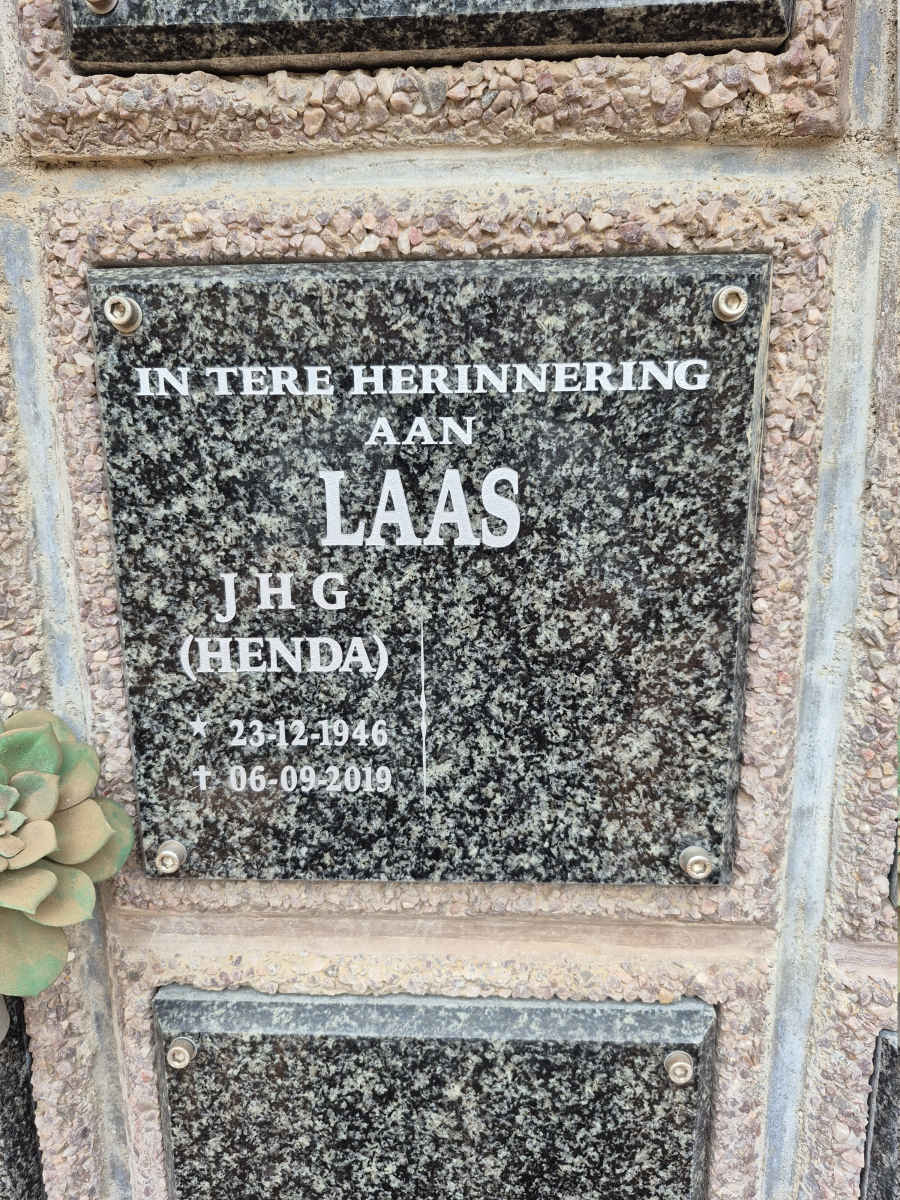 IN TERE HERINNERING
AAN
LAAS
J H G
(HENDA)
★ 23-12-1946
✝ 06-09-2019